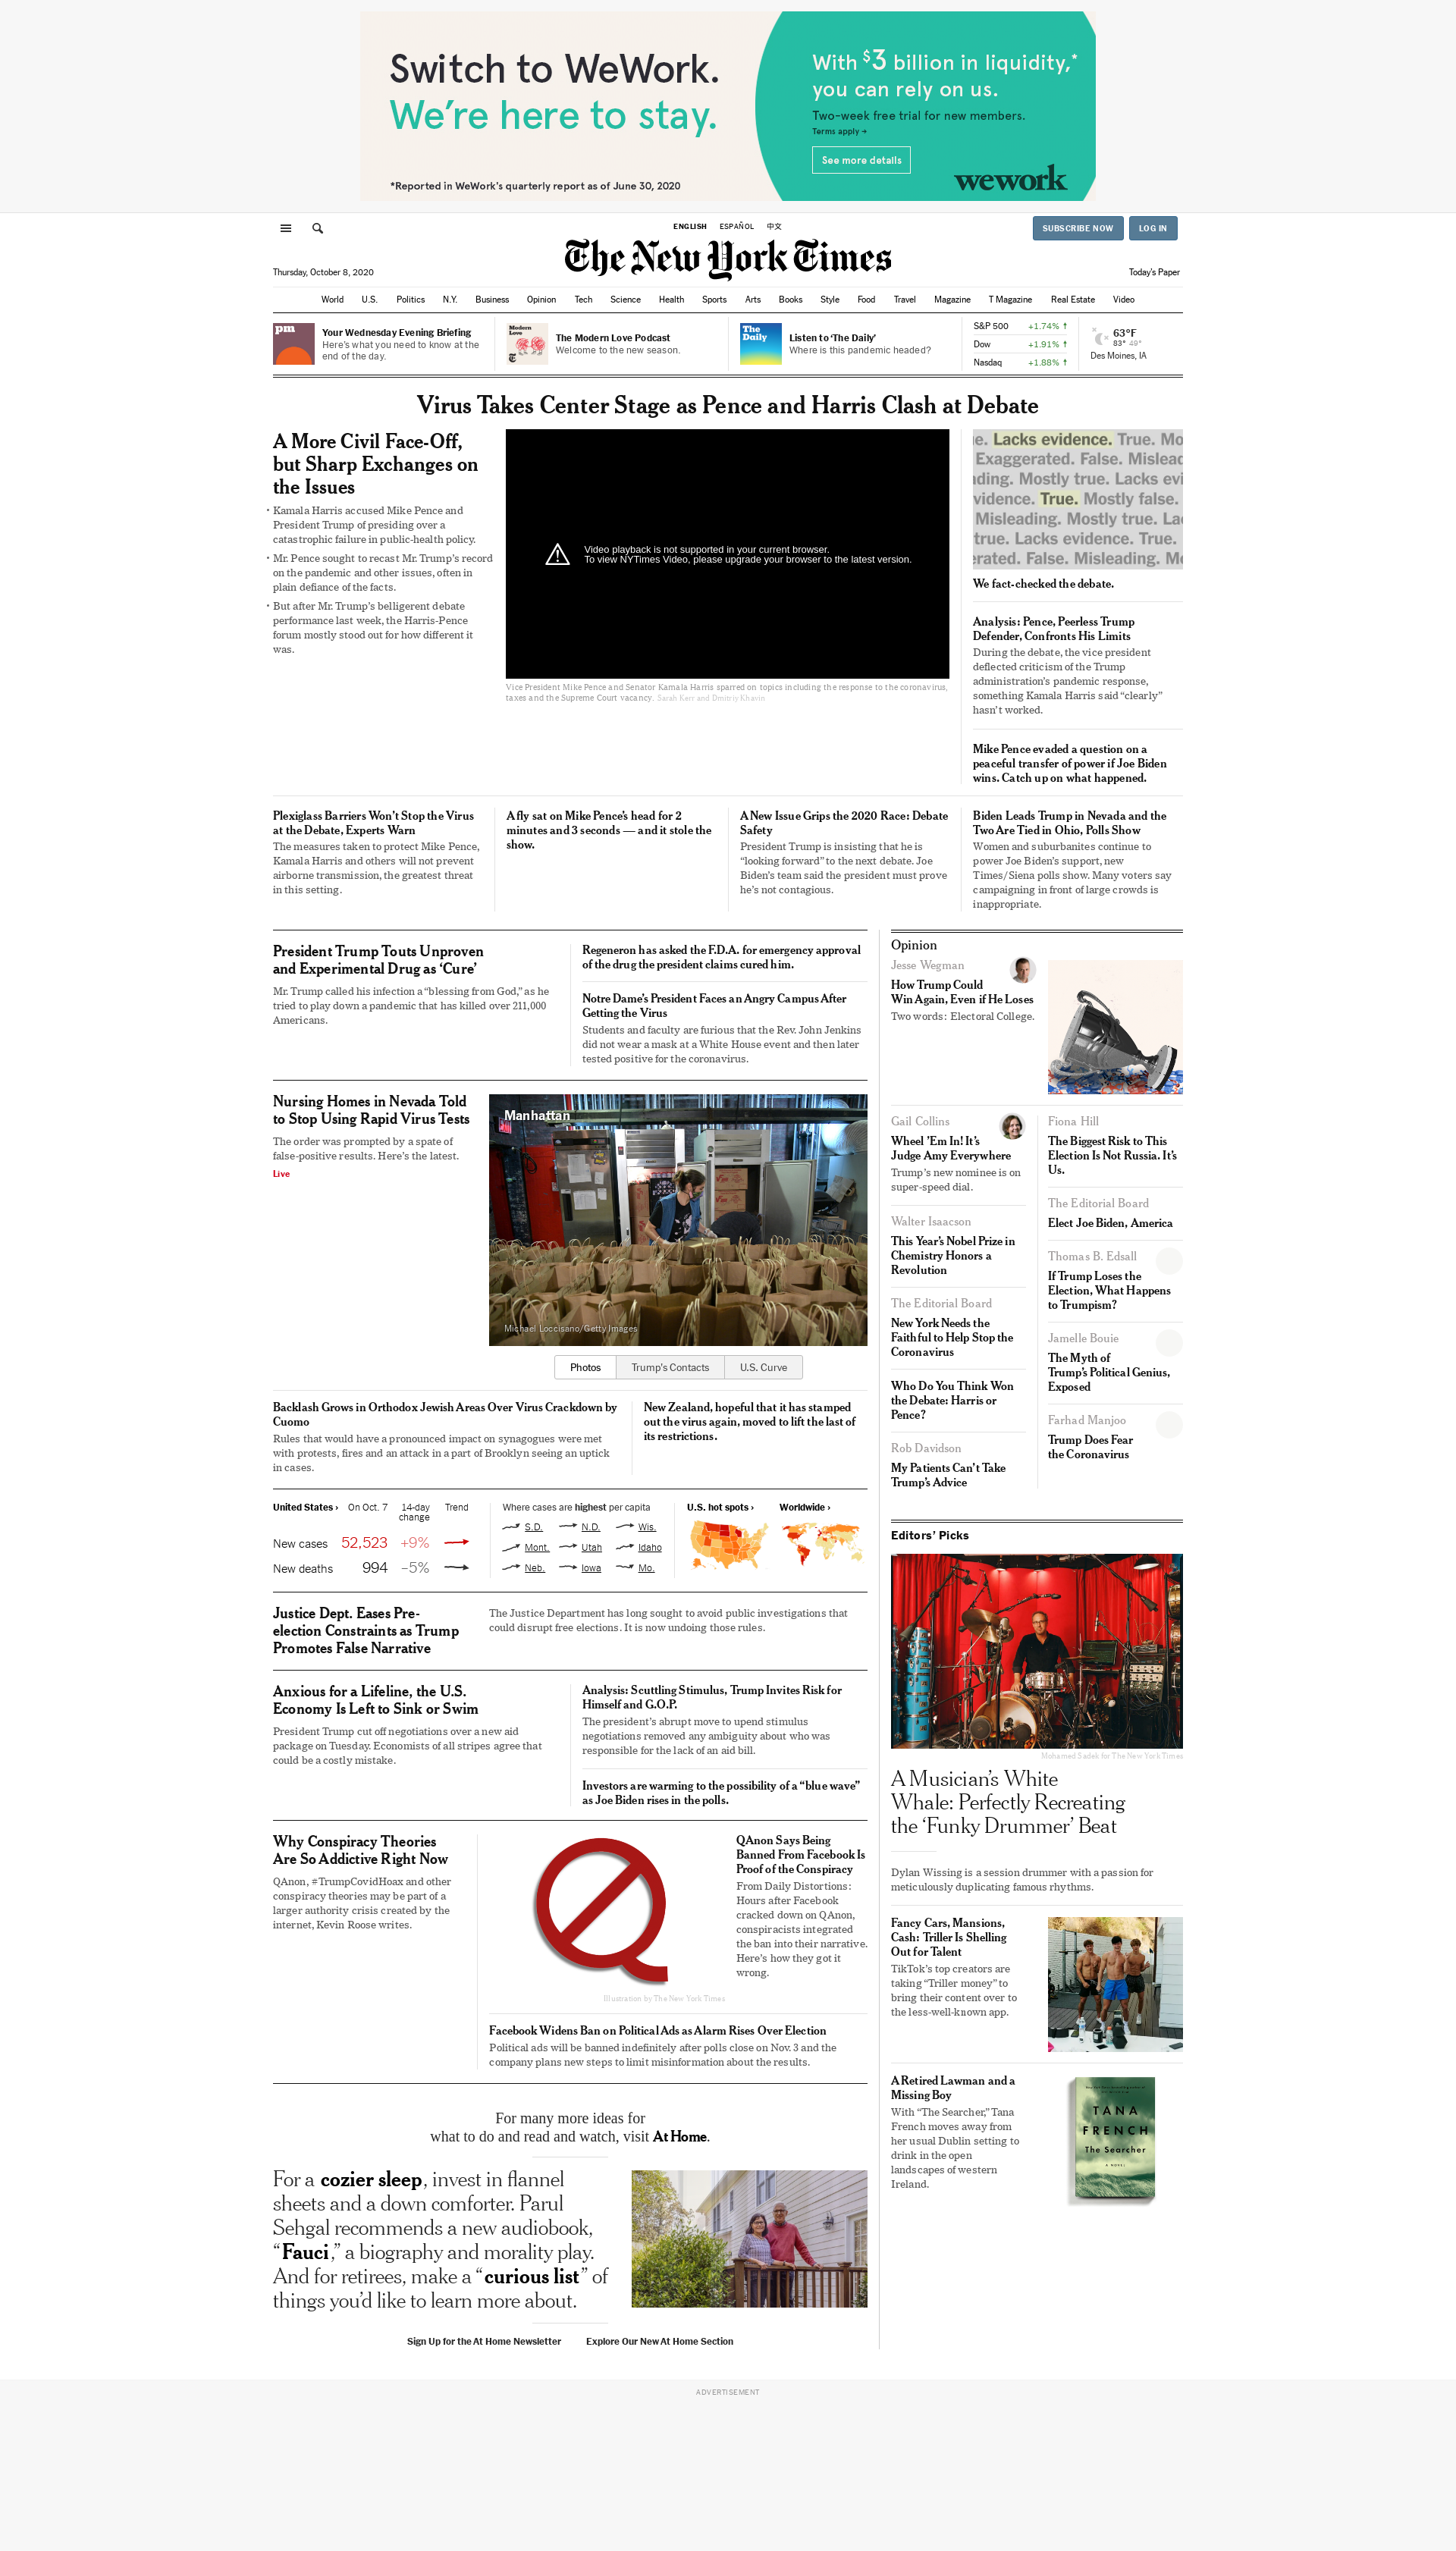 Switch to WeWork.
We're here to stay.
*Reported in WeWork's quarterly report as of June 30, 2020
With $3 billion in liquidity,*
you can rely on us.
Two-week free trial for new members.
Terms apply →
See more details
wework
ENGLISH ESPAÑOL 中文
SUBSCRIBE NOW LOG IN
The New York Times
Thursday, October 8, 2020
Today's Paper
World U.S. Politics N.Y. Business Opinion Tech Science Health Sports Arts Books Style Food Travel Magazine T Magazine Real Estate Video
pm
Your Wednesday Evening Briefing
Here's what you need to know at the
end of the day.
Modern
Love
The Modern Love Podcast
Welcome to the new season.
The
Daily
Listen to 'The Daily'
Where is this pandemic headed?
S&P 500 +1.74% ↑
Dow +1.91% ↑
Nasdaq +1.88% ↑
63°F
83° 49°
Des Moines, IA
Virus Takes Center Stage as Pence and Harris Clash at Debate
A More Civil Face-Off,
but Sharp Exchanges on
the Issues
• Kamala Harris accused Mike Pence and
President Trump of presiding over a
catastrophic failure in public-health policy.
• Mr. Pence sought to recast Mr. Trump's record
on the pandemic and other issues, often in
plain defiance of the facts.
• But after Mr. Trump's belligerent debate
performance last week, the Harris-Pence
forum mostly stood out for how different it
was.
Video playback is not supported in your current browser.
To view NYTimes Video, please upgrade your browser to the latest version.
Vice President Mike Pence and Senator Kamala Harris sparred on topics including the response to the coronavirus,
taxes and the Supreme Court vacancy. Sarah Kerr and Dmitriy Khavin
e. Lacks evidence. True. Mo
Exaggerated. False. Mislead
ding. Mostly true. Lacks
vidence. True. Mostly false.
Misleading. Mostly true. La
true. Lacks evidence. True.
erated. False. Misleading. M
We fact-checked the debate.
Analysis: Pence, Peerless Trump
Defender, Confronts His Limits
During the debate, the vice president
deflected criticism of the Trump
administration's pandemic response,
something Kamala Harris said “clearly”
hasn't worked.
Mike Pence evaded a question on a
peaceful transfer of power if Joe Biden
wins. Catch up on what happened.
Plexiglass Barriers Won't Stop the Virus
at the Debate, Experts Warn
The measures taken to protect Mike Pence,
Kamala Harris and others will not prevent
airborne transmission, the greatest threat
in this setting.
A fly sat on Mike Pence's head for 2
minutes and 3 seconds — and it stole the
show.
A New Issue Grips the 2020 Race: Debate
Safety
President Trump is insisting that he is
“looking forward” to the next debate. Joe
Biden's team said the president must prove
he's not contagious.
Biden Leads Trump in Nevada and the
Two Are Tied in Ohio, Polls Show
Women and suburbanites continue to
power Joe Biden's support, new
Times/Siena polls show. Many voters say
campaigning in front of large crowds is
inappropriate.
President Trump Touts Unproven
and Experimental Drug as 'Cure'
Mr. Trump called his infection a “blessing from God,” as he
tried to play down a pandemic that has killed over 211,000
Americans.
Regeneron has asked the F.D.A. for emergency approval
of the drug the president claims cured him.
Notre Dame's President Faces an Angry Campus After
Getting the Virus
Students and faculty are furious that the Rev. John Jenkins
did not wear a mask at a White House event and then later
tested positive for the coronavirus.
Nursing Homes in Nevada Told
to Stop Using Rapid Virus Tests
The order was prompted by a spate of
false-positive results. Here's the latest.
Live
Manhattan
Michael Loccisano/Getty Images
Photos Trump's Contacts U.S. Curve
Backlash Grows in Orthodox Jewish Areas Over Virus Crackdown by
Cuomo
Rules that would have a pronounced impact on synagogues were met
with protests, fires and an attack in a part of Brooklyn seeing an uptick
in cases.
New Zealand, hopeful that it has stamped
out the virus again, moved to lift the last of
its restrictions.
United States › On Oct. 7 14-day
change Trend
New cases 52,523 +9%
New deaths 994 –5%
Where cases are highest per capita
S.D. N.D. Wis.
Mont. Utah Idaho
Neb. Iowa Mo.
U.S. hot spots › Worldwide ›
Justice Dept. Eases Pre-
election Constraints as Trump
Promotes False Narrative
The Justice Department has long sought to avoid public investigations that
could disrupt free elections. It is now undoing those rules.
Anxious for a Lifeline, the U.S.
Economy Is Left to Sink or Swim
President Trump cut off negotiations over a new aid
package on Tuesday. Economists of all stripes agree that
could be a costly mistake.
Analysis: Scuttling Stimulus, Trump Invites Risk for
Himself and G.O.P.
The president's abrupt move to upend stimulus
negotiations removed any ambiguity about who was
responsible for the lack of an aid bill.
Investors are warming to the possibility of a “blue wave”
as Joe Biden rises in the polls.
Why Conspiracy Theories
Are So Addictive Right Now
QAnon, #TrumpCovidHoax and other
conspiracy theories may be part of a
larger authority crisis created by the
internet, Kevin Roose writes.
Illustration by The New York Times
QAnon Says Being
Banned From Facebook Is
Proof of the Conspiracy
From Daily Distortions:
Hours after Facebook
cracked down on QAnon,
conspiracists integrated
the ban into their narrative.
Here's how they got it
wrong.
Facebook Widens Ban on Political Ads as Alarm Rises Over Election
Political ads will be banned indefinitely after polls close on Nov. 3 and the
company plans new steps to limit misinformation about the results.
For many more ideas for
what to do and read and watch, visit At Home.
For a cozier sleep, invest in flannel
sheets and a down comforter. Parul
Sehgal recommends a new audiobook,
“Fauci,” a biography and morality play.
And for retirees, make a “curious list” of
things you'd like to learn more about.
Sign Up for the At Home Newsletter Explore Our New At Home Section
Opinion
Jesse Wegman
How Trump Could
Win Again, Even if He Loses
Two words: Electoral College.
Gail Collins
Wheel 'Em In! It's
Judge Amy Everywhere
Trump's new nominee is on
super-speed dial.
Walter Isaacson
This Year's Nobel Prize in
Chemistry Honors a
Revolution
The Editorial Board
New York Needs the
Faithful to Help Stop the
Coronavirus
Who Do You Think Won
the Debate: Harris or
Pence?
Rob Davidson
My Patients Can't Take
Trump's Advice
Fiona Hill
The Biggest Risk to This
Election Is Not Russia. It's
Us.
The Editorial Board
Elect Joe Biden, America
Thomas B. Edsall
If Trump Loses the
Election, What Happens
to Trumpism?
Jamelle Bouie
The Myth of
Trump's Political Genius,
Exposed
Farhad Manjoo
Trump Does Fear
the Coronavirus
Editors' Picks
Mohamed Sadek for The New York Times
A Musician's White
Whale: Perfectly Recreating
the 'Funky Drummer' Beat
Dylan Wissing is a session drummer with a passion for
meticulously duplicating famous rhythms.
Fancy Cars, Mansions,
Cash: Triller Is Shelling
Out for Talent
TikTok's top creators are
taking “Triller money” to
bring their content over to
the less-well-known app.
A Retired Lawman and a
Missing Boy
With “The Searcher,” Tana
French moves away from
her usual Dublin setting to
drink in the open
landscapes of western
Ireland.
TANA
FRENCH
The Searcher
A NOVEL
ADVERTISEMENT